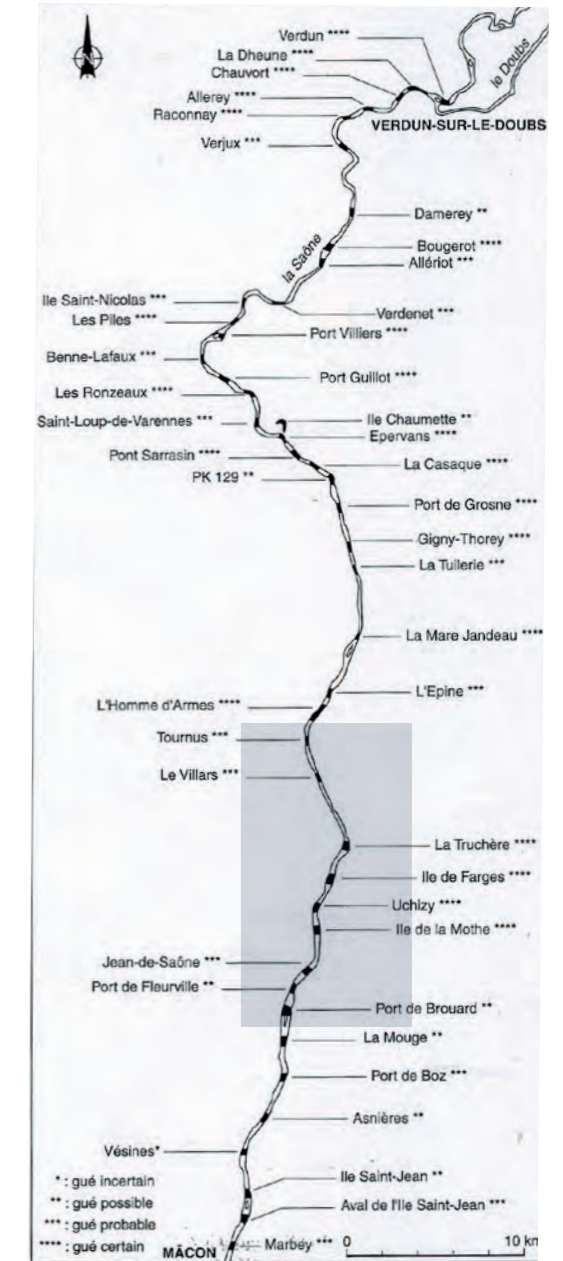 Verdun ****
La Dheune ****
Chauvort ****
le Doubs
Allerey ****
Raconnay ****
VERDUN-SUR-LE-DOUBS
Verjux ***
Damerey **
Bougerot ****
la Saône
Allériot ***
Ile Saint-Nicolas ***
Verdenet ***
Les Piles ****
Port Villiers ****
Benne-Lafaux ***
Port Guillot ****
Les Ronzeaux ****
Saint-Loup-de-Varennes ***
Ile Chaumette **
Epervans ****
Pont Sarrasin ****
La Casaque ****
PK 129 **
Port de Grosne ****
Gigny-Thorey ****
La Tuilerie ***
La Mare Jandeau ****
L'Epine ***
L'Homme d'Armes ****
Tournus ***
Le Villars ***
La Truchère ****
Ile de Farges ****
Uchizy ****
Ile de la Mothe ****
Jean-de-Saône ***
Port de Fleurville **
Port de Brouard **
La Mouge **
Port de Boz ***
Asnières **
Vésines*
Ile Saint-Jean **
Aval de l'Ile Saint-Jean ***
Marbey ***
MÂCON
* : gué incertain
** : gué possible
*** : gué probable
**** : gué certain
0 10 km